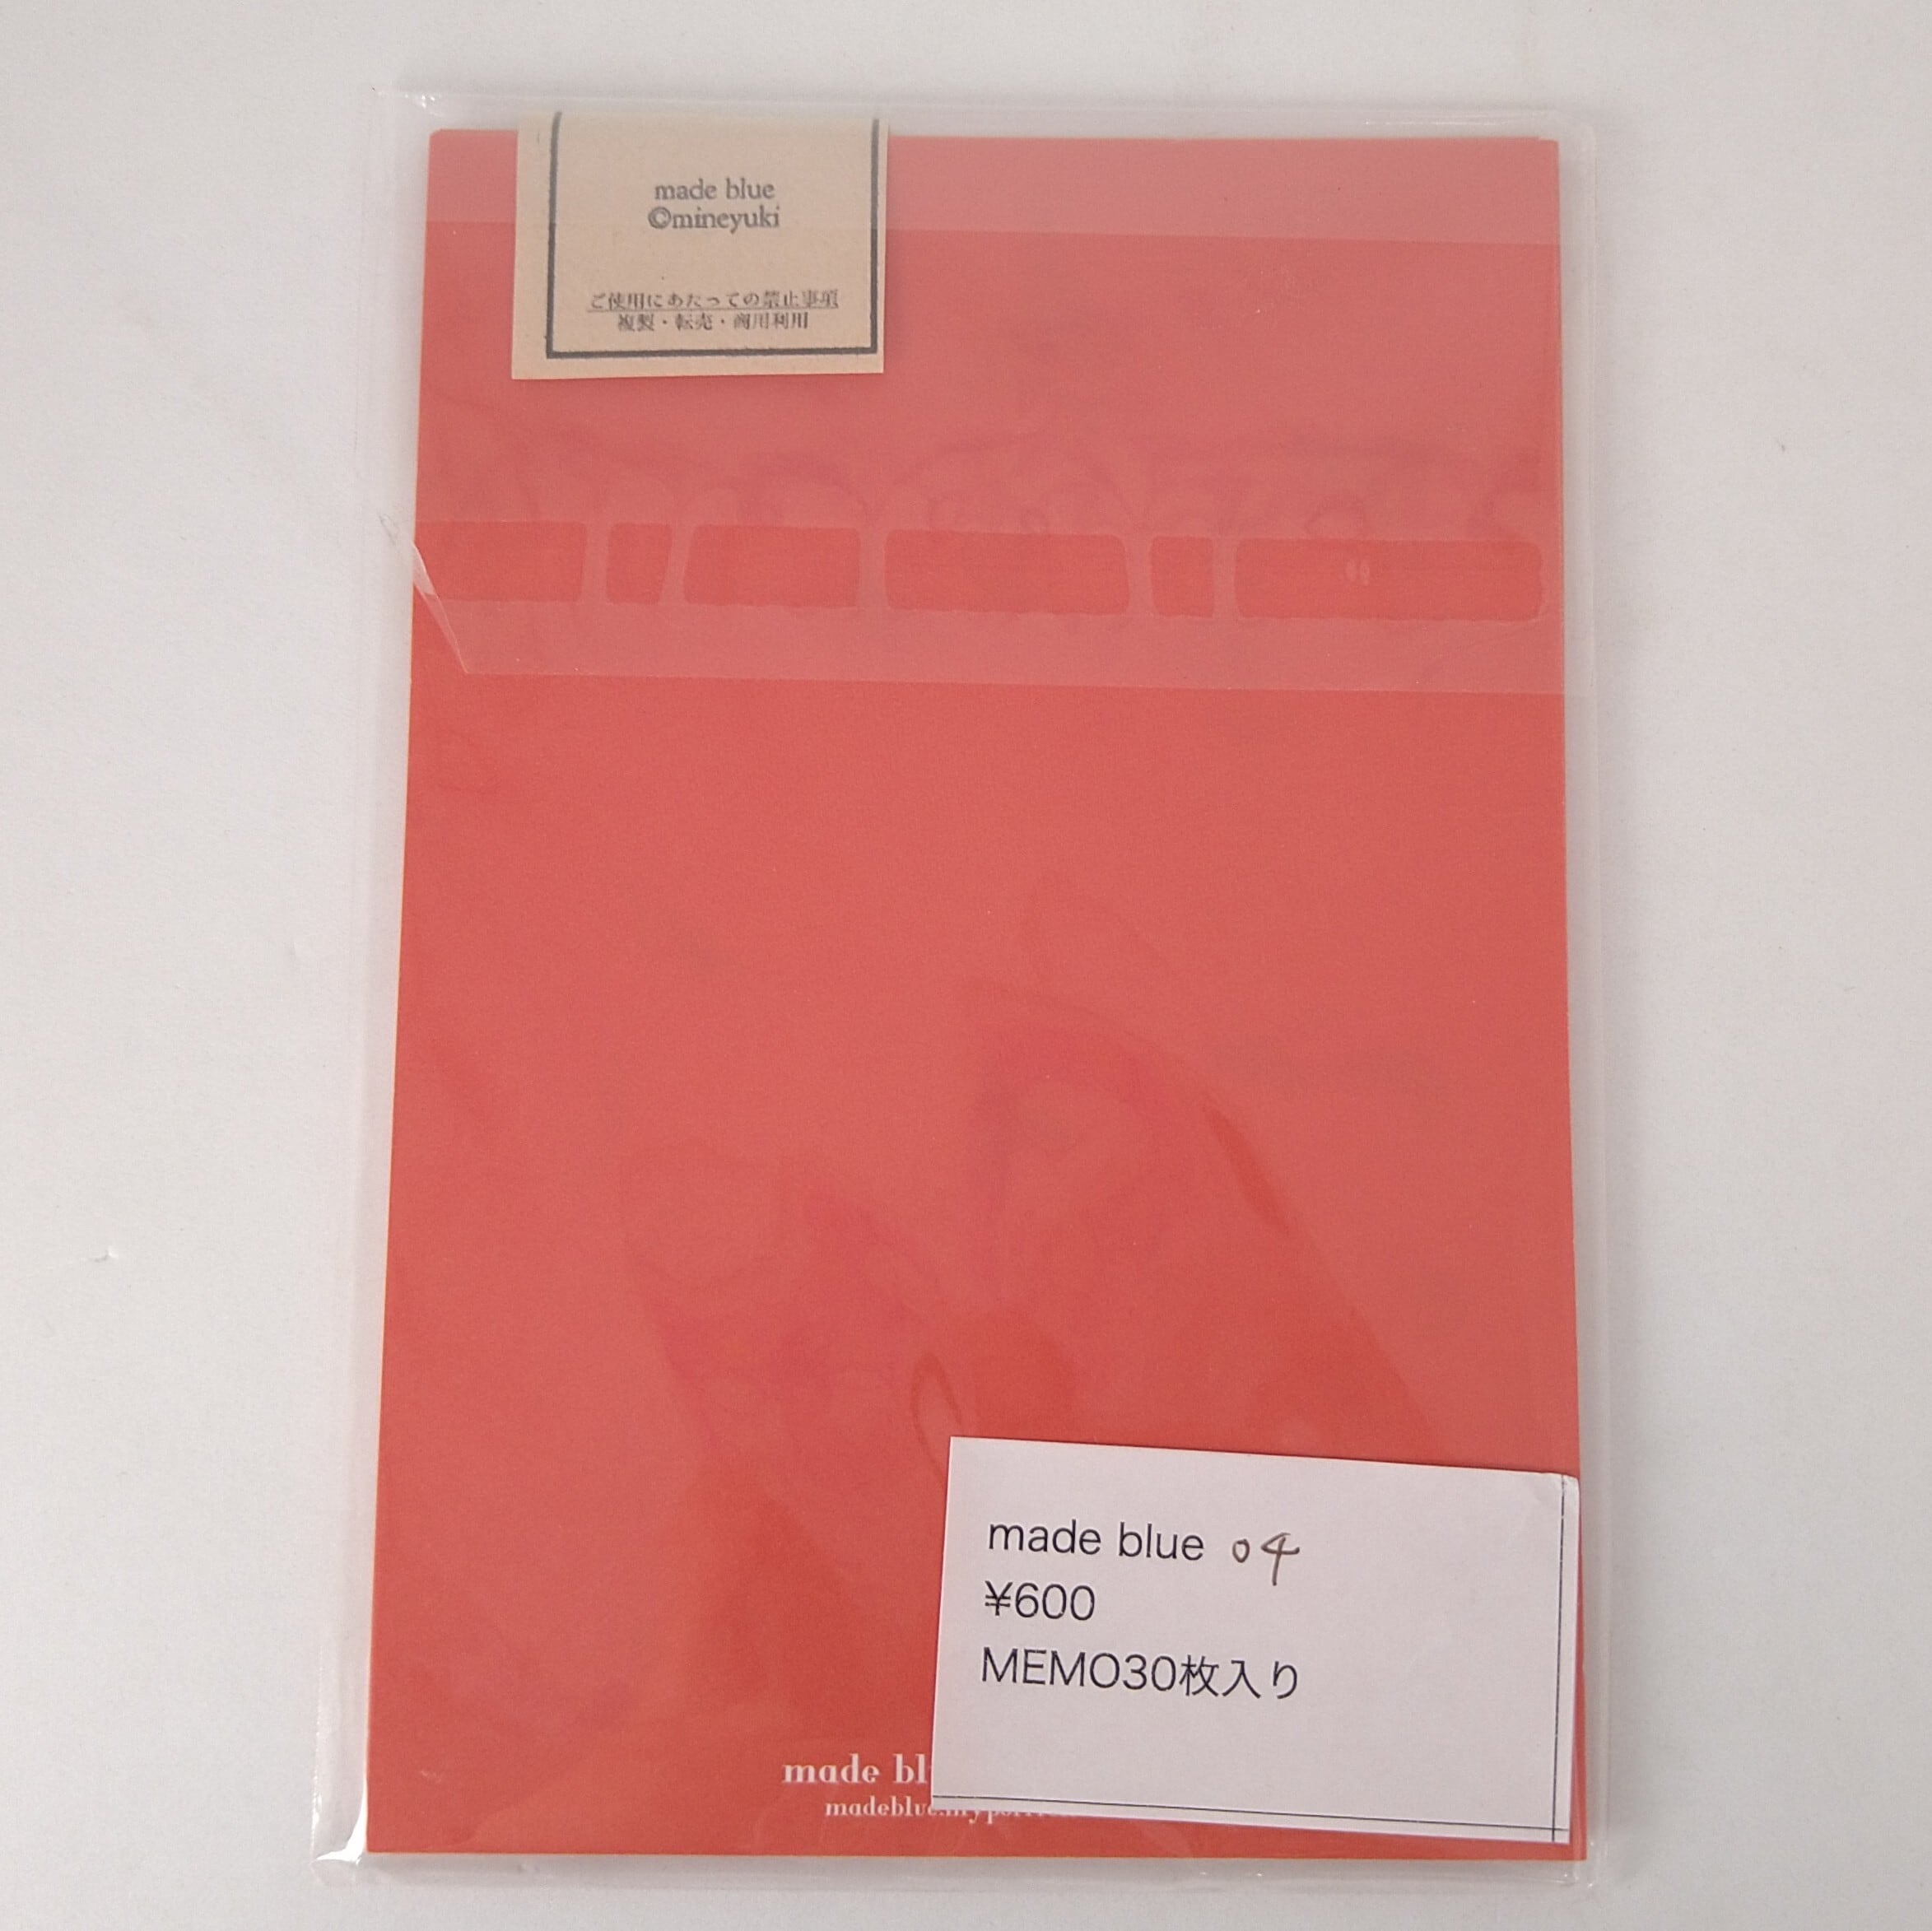 made blue
©mineyuki
ご使用にあたっての禁止事項
複製・転売・商用利用
made blue 04
¥600
MEMO30枚入り
made